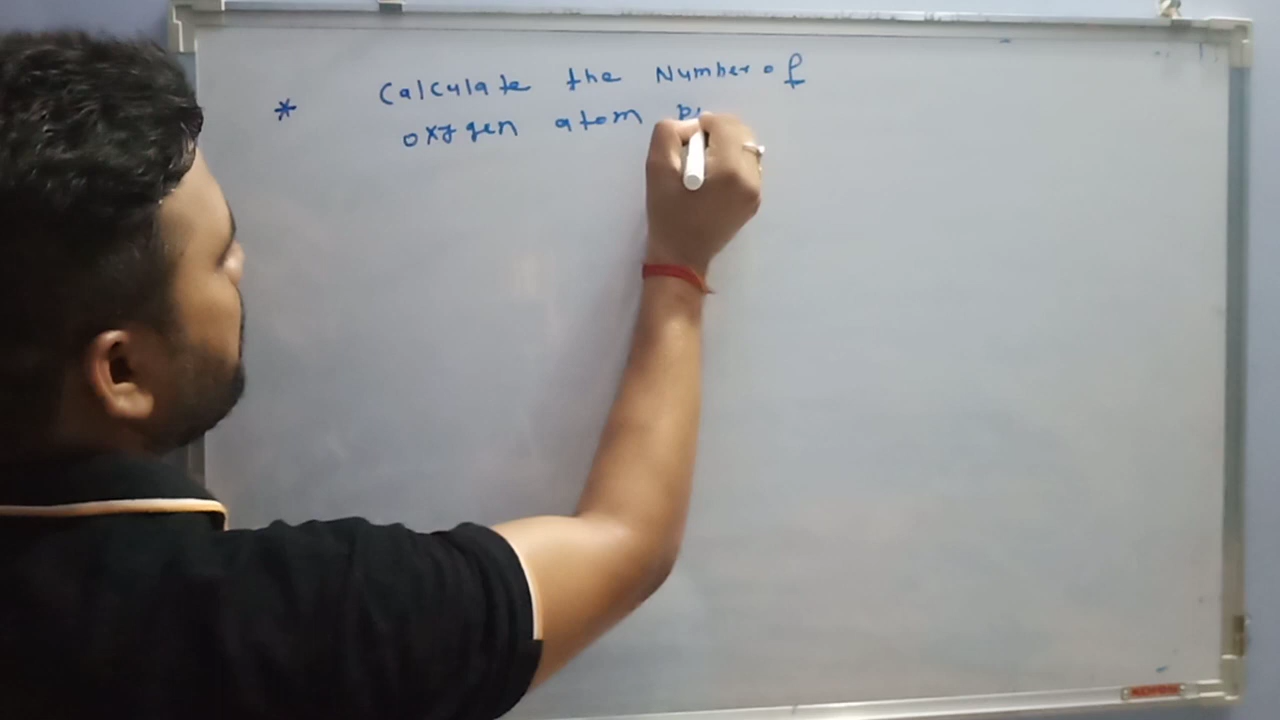 * Calculate the Number of
oxygen atom